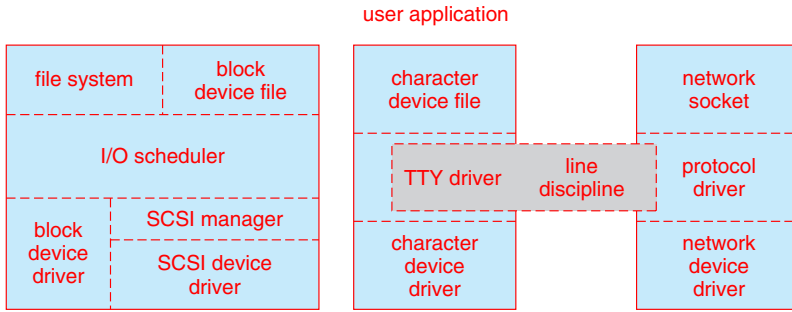 user application
file system
block
device file
I/O scheduler
block
device
driver
SCSI manager
SCSI device
driver
character
device file
TTY driver
line
discipline
character
device
driver
network
socket
protocol
driver
network
device
driver